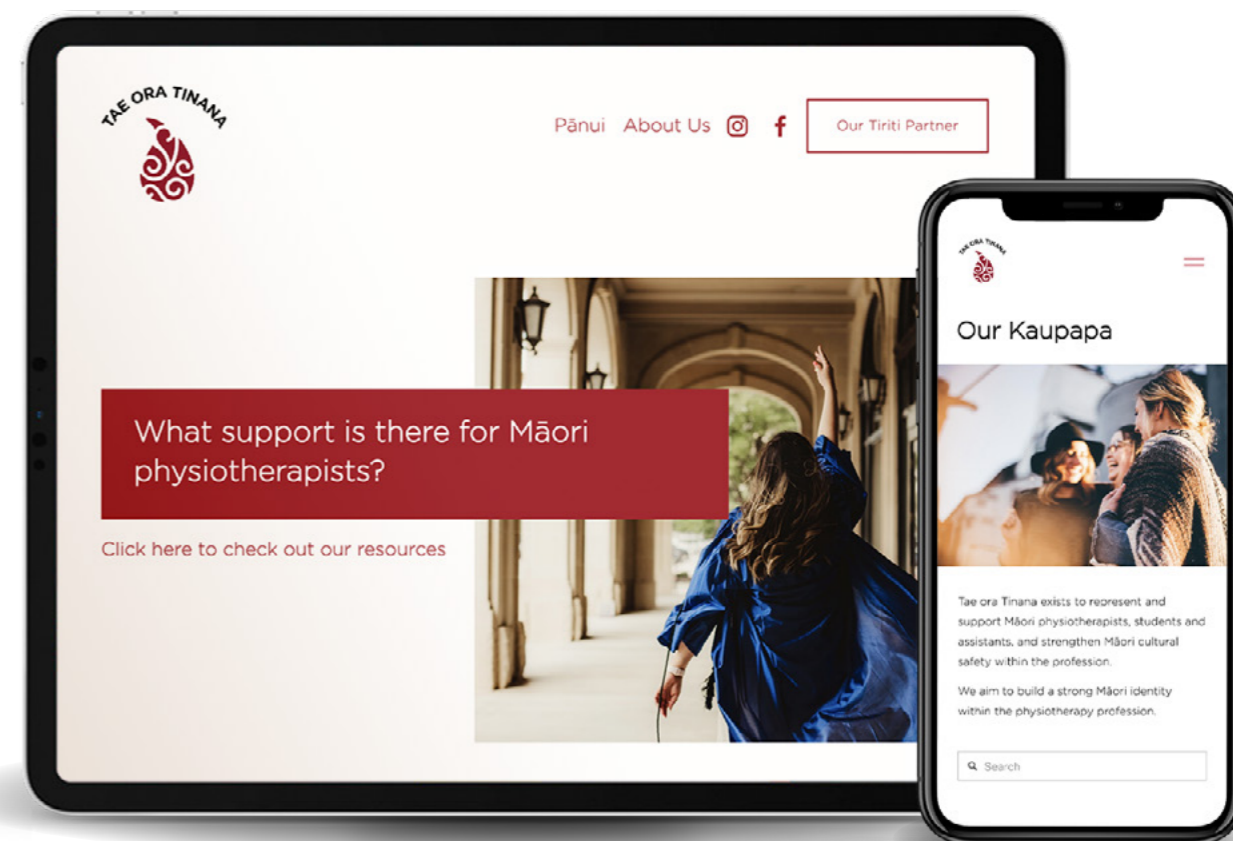 TAE ORA TINANA
Pānui About Us Our Tiriti Partner
What support is there for Māori
physiotherapists?
Click here to check out our resources
TAE ORA TINANA
Our Kaupapa
Tae ora Tinana exists to represent and
support Māori physiotherapists, students and
assistants, and strengthen Māori cultural
safety within the profession.
We aim to build a strong Māori identity
within the physiotherapy profession.
Search